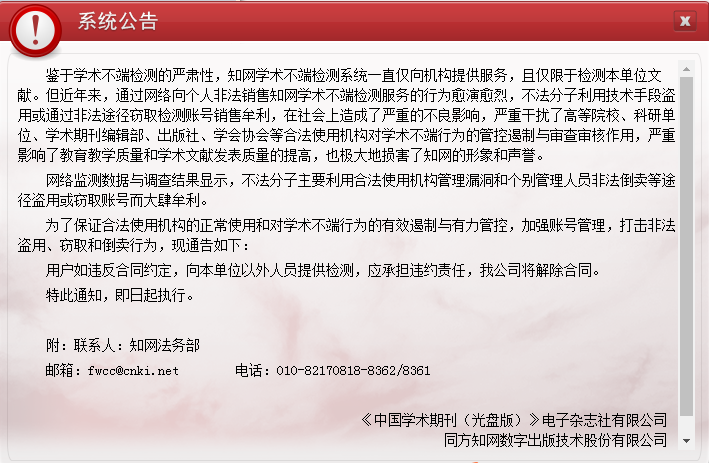 系统公告
鉴于学术不端检测的严肃性，知网学术不端检测系统一直仅向机构提供服务，且仅限于检测本单位文
献。但近年来，通过网络向个人非法销售知网学术不端检测服务的行为愈演愈烈，不法分子利用技术手段盗
用或通过非法途径窃取检测账号销售牟利，在社会上造成了严重的不良影响，严重干扰了高等院校、科研单
位、学术期刊编辑部、出版社、学会协会等合法使用机构对学术不端行为的管控遏制与审查审核作用，严重
影响了教育教学质量和学术文献发表质量的提高，也极大地损害了知网的形象和声誉。
网络监测数据与调查结果显示，不法分子主要利用合法使用机构管理漏洞和个别管理人员非法倒卖等途
径盗用或窃取账号而大肆牟利。
为了保证合法使用机构的正常使用和对学术不端行为的有效遏制与有力管控，加强账号管理，打击非法
盗用、窃取和倒卖行为，现通告如下：
用户如违反合同约定，向本单位以外人员提供检测，应承担违约责任，我公司将解除合同。
特此通知，即日起执行。
附：联系人：知网法务部
邮箱：fwcc@cnki.net 电话：010-82170818-8362/8361
《中国学术期刊（光盘版）》电子杂志社有限公司
同方知网数字出版技术股份有限公司